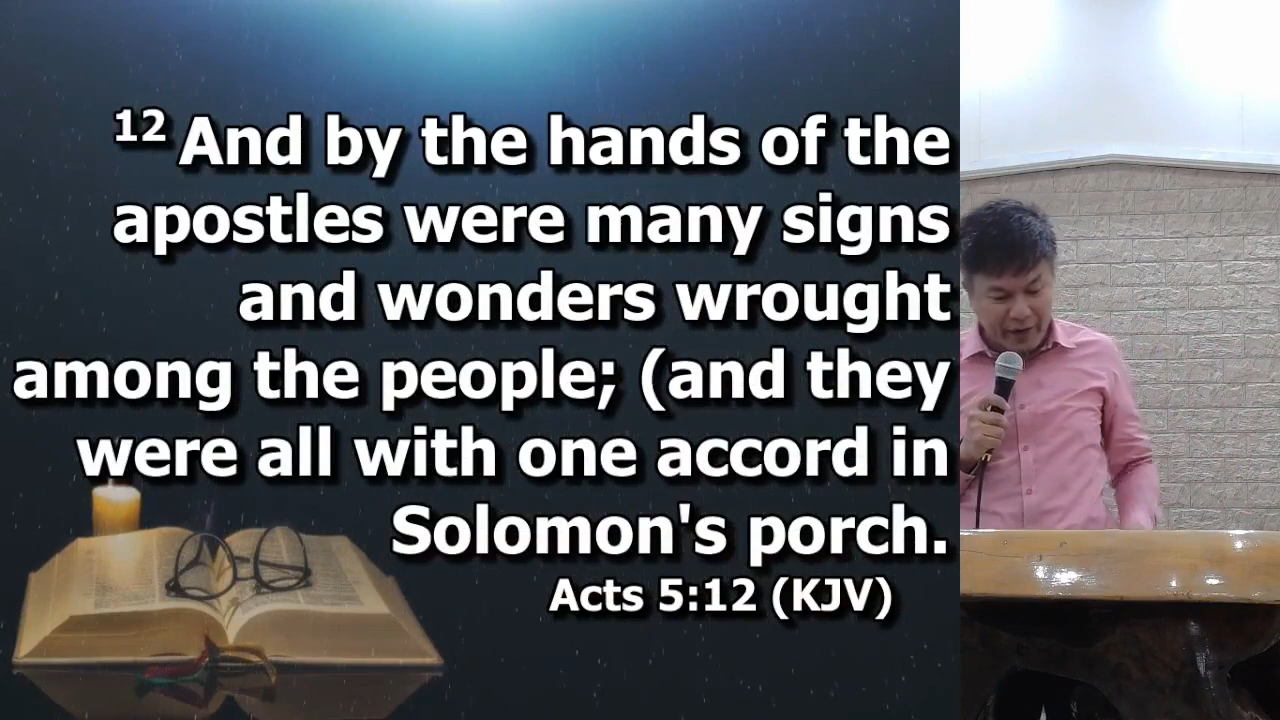 12 And by the hands of the
apostles were many signs
and wonders wrought
among the people; (and they
were all with one accord in
Solomon's porch.
Acts 5:12 (KJV)